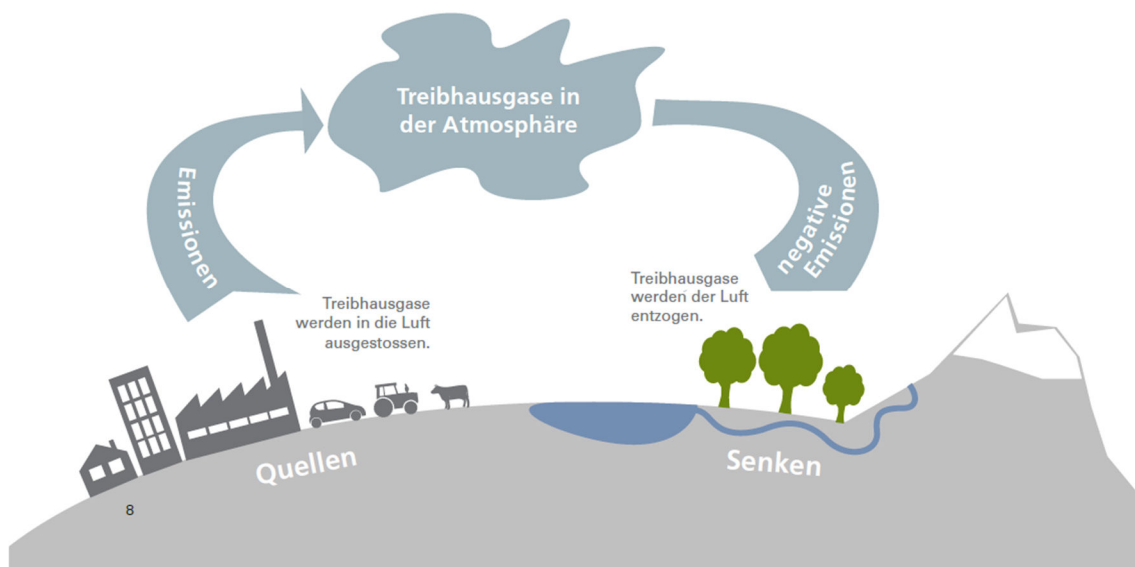 Treibhausgase in
der Atmosphäre
Emissionen
negative
Emissionen
Treibhausgase
werden in die Luft
ausgestossen.
Treibhausgase
werden der Luft
entzogen.
Quellen
Senken
8